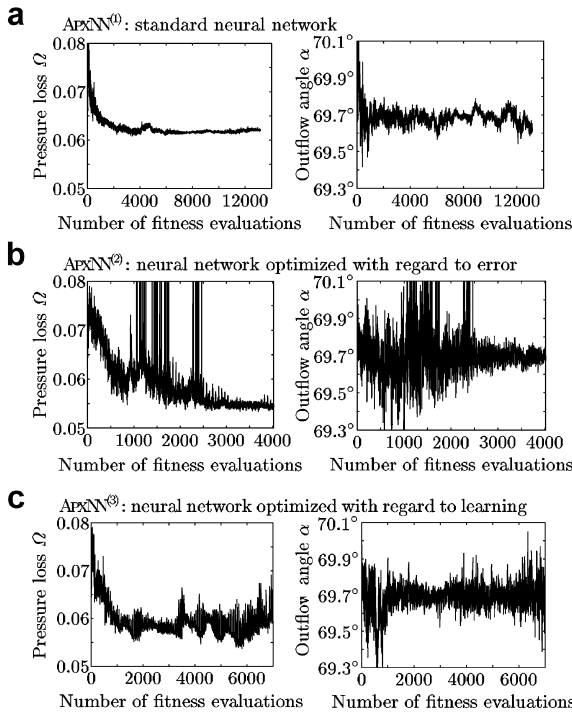 a
ApxNN(1): standard neural network
0.08
0.07
0.06
0.05
Pressure loss Ω
0 4000 8000 12000
Number of fitness evaluations
70.1°
69.9°
69.7°
69.5°
69.3°
Outflow angle α
0 4000 8000 12000
Number of fitness evaluations
b
ApxNN(2): neural network optimized with regard to error
0.08
0.07
0.06
0.05
Pressure loss Ω
0 1000 2000 3000 4000
Number of fitness evaluations
70.1°
69.9°
69.7°
69.5°
69.3°
Outflow angle α
0 1000 2000 3000 4000
Number of fitness evaluations
c
ApxNN(3): neural network optimized with regard to learning
0.08
0.07
0.06
0.05
Pressure loss Ω
0 2000 4000 6000
Number of fitness evaluations
70.1°
69.9°
69.7°
69.5°
69.3°
Outflow angle α
0 2000 4000 6000
Number of fitness evaluations